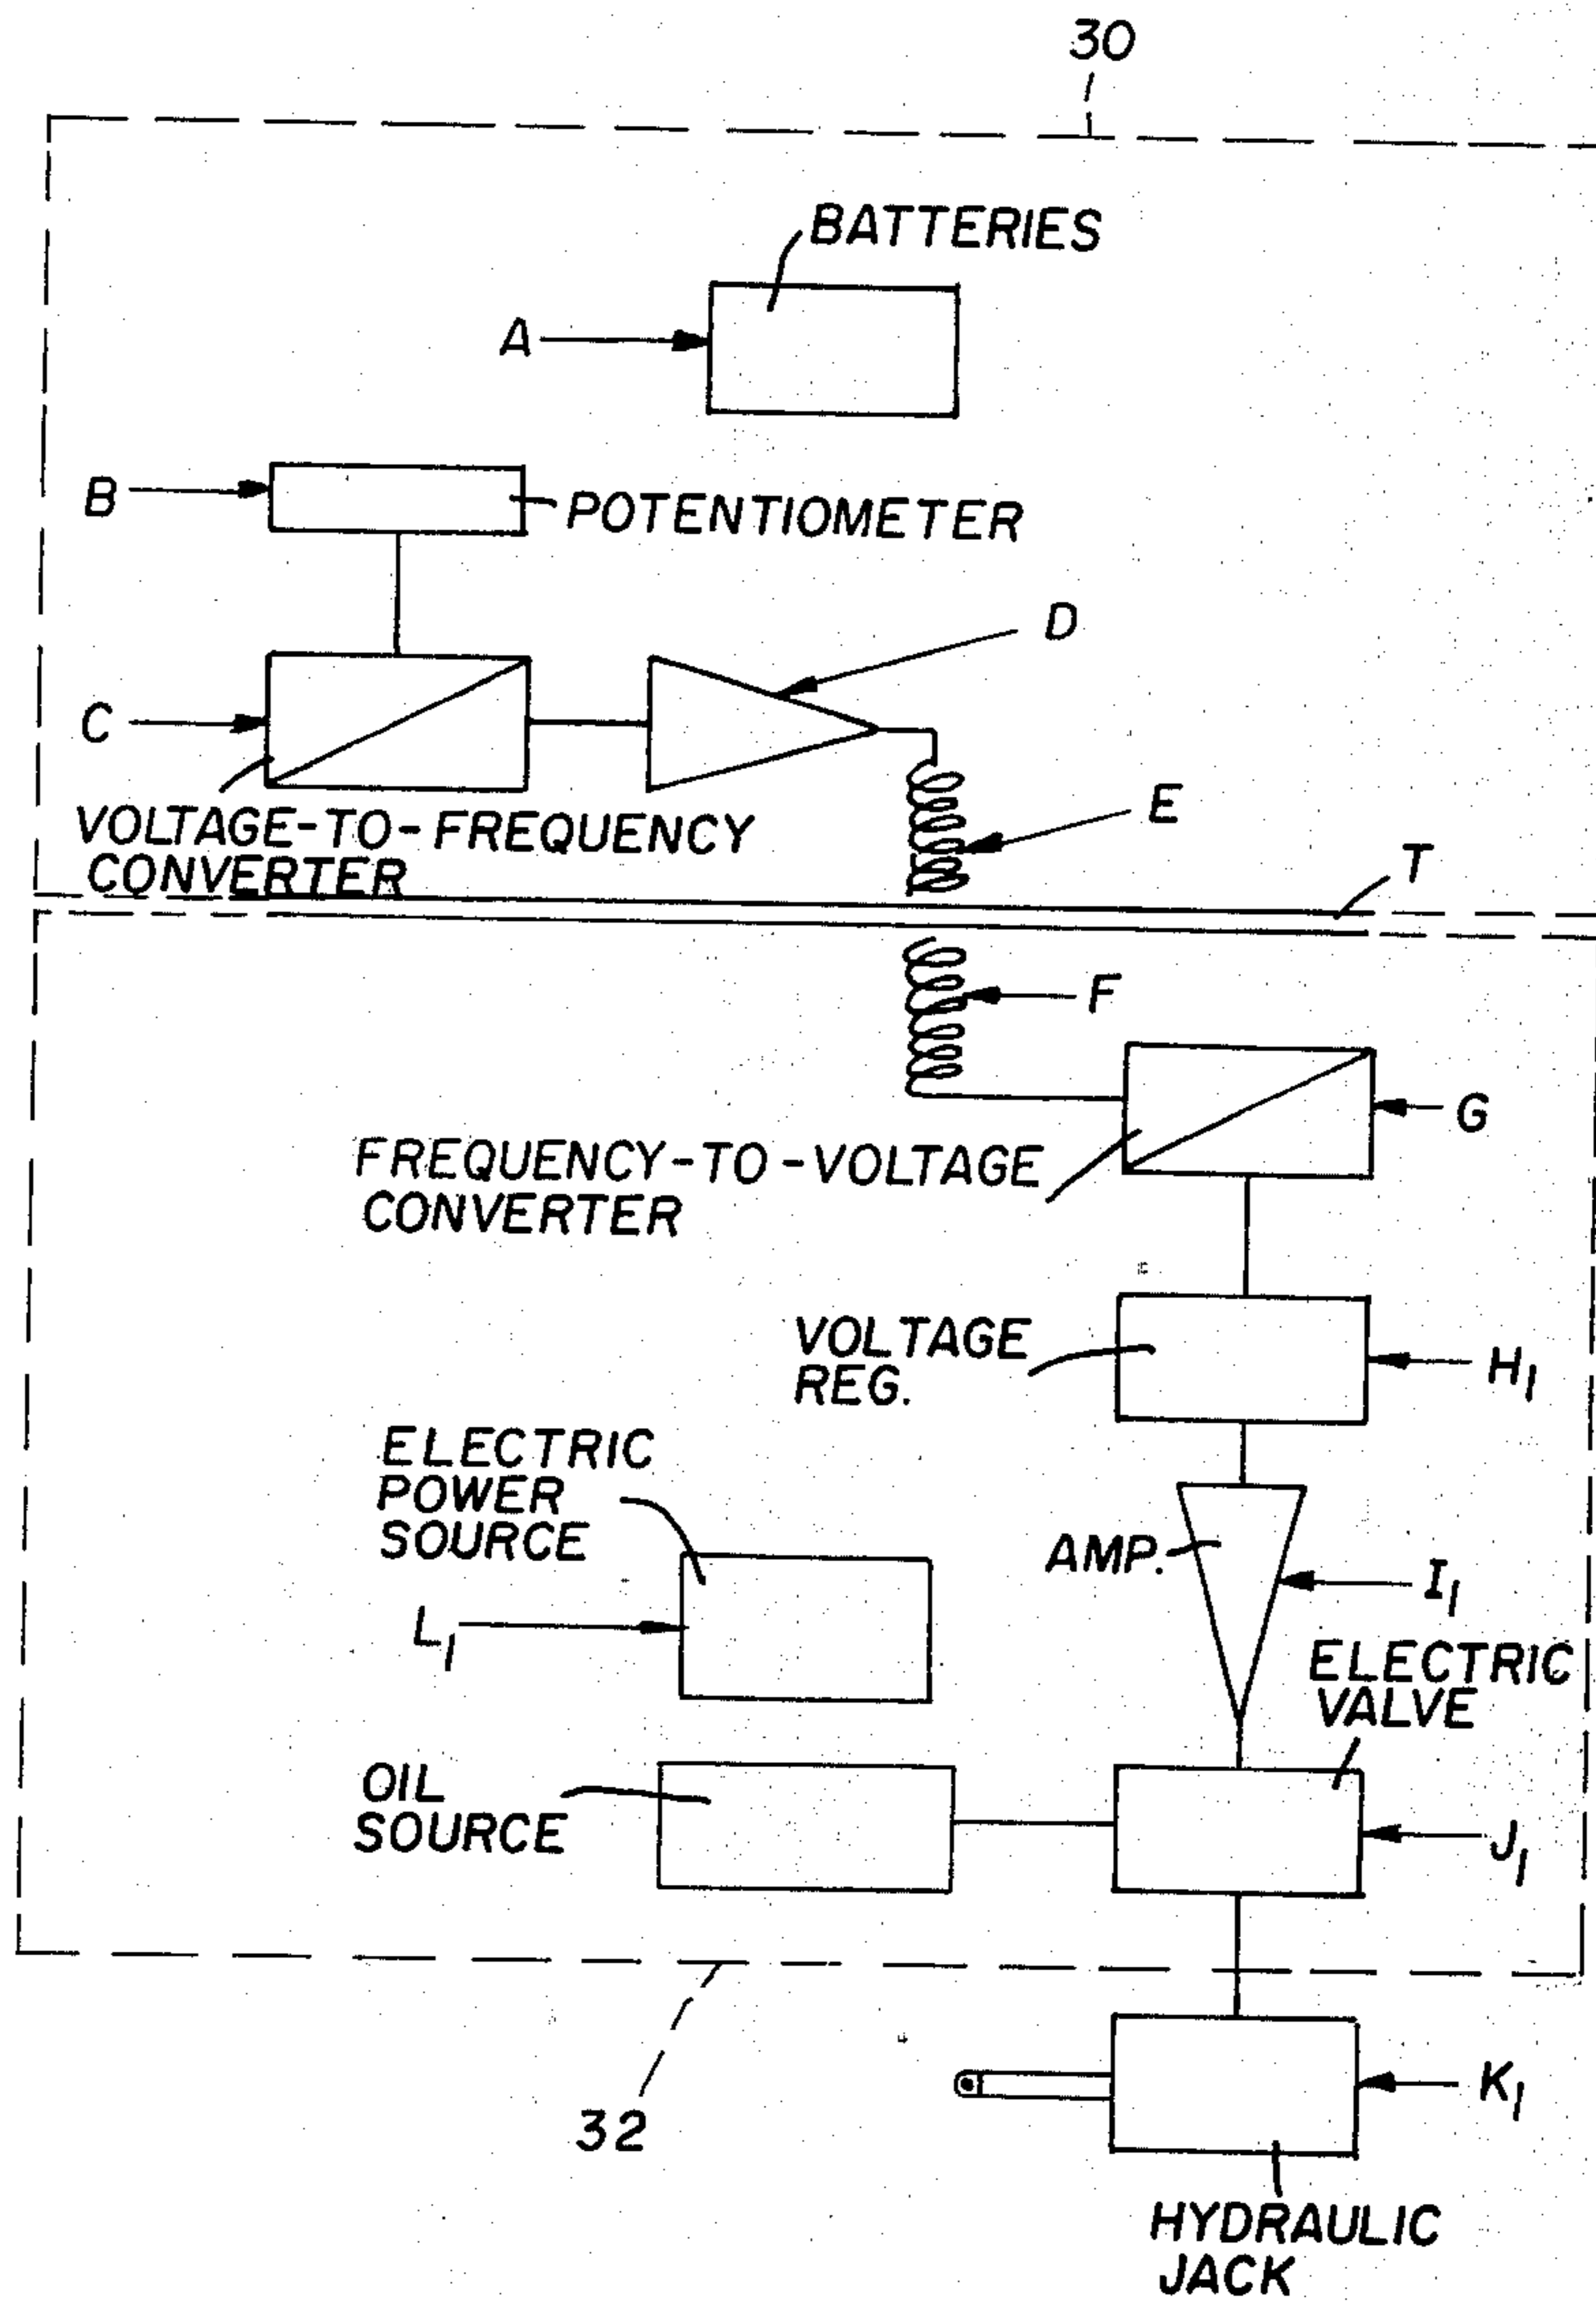 30
BATTERIES
A
B
POTENTIOMETER
D
C
E
VOLTAGE-TO-FREQUENCY
CONVERTER
T
F
G
FREQUENCY-TO-VOLTAGE
CONVERTER
VOLTAGE
REG.
H1
ELECTRIC
POWER
SOURCE
AMP.
I1
L1
ELECTRIC
VALVE
OIL
SOURCE
J1
K1
32
HYDRAULIC
JACK